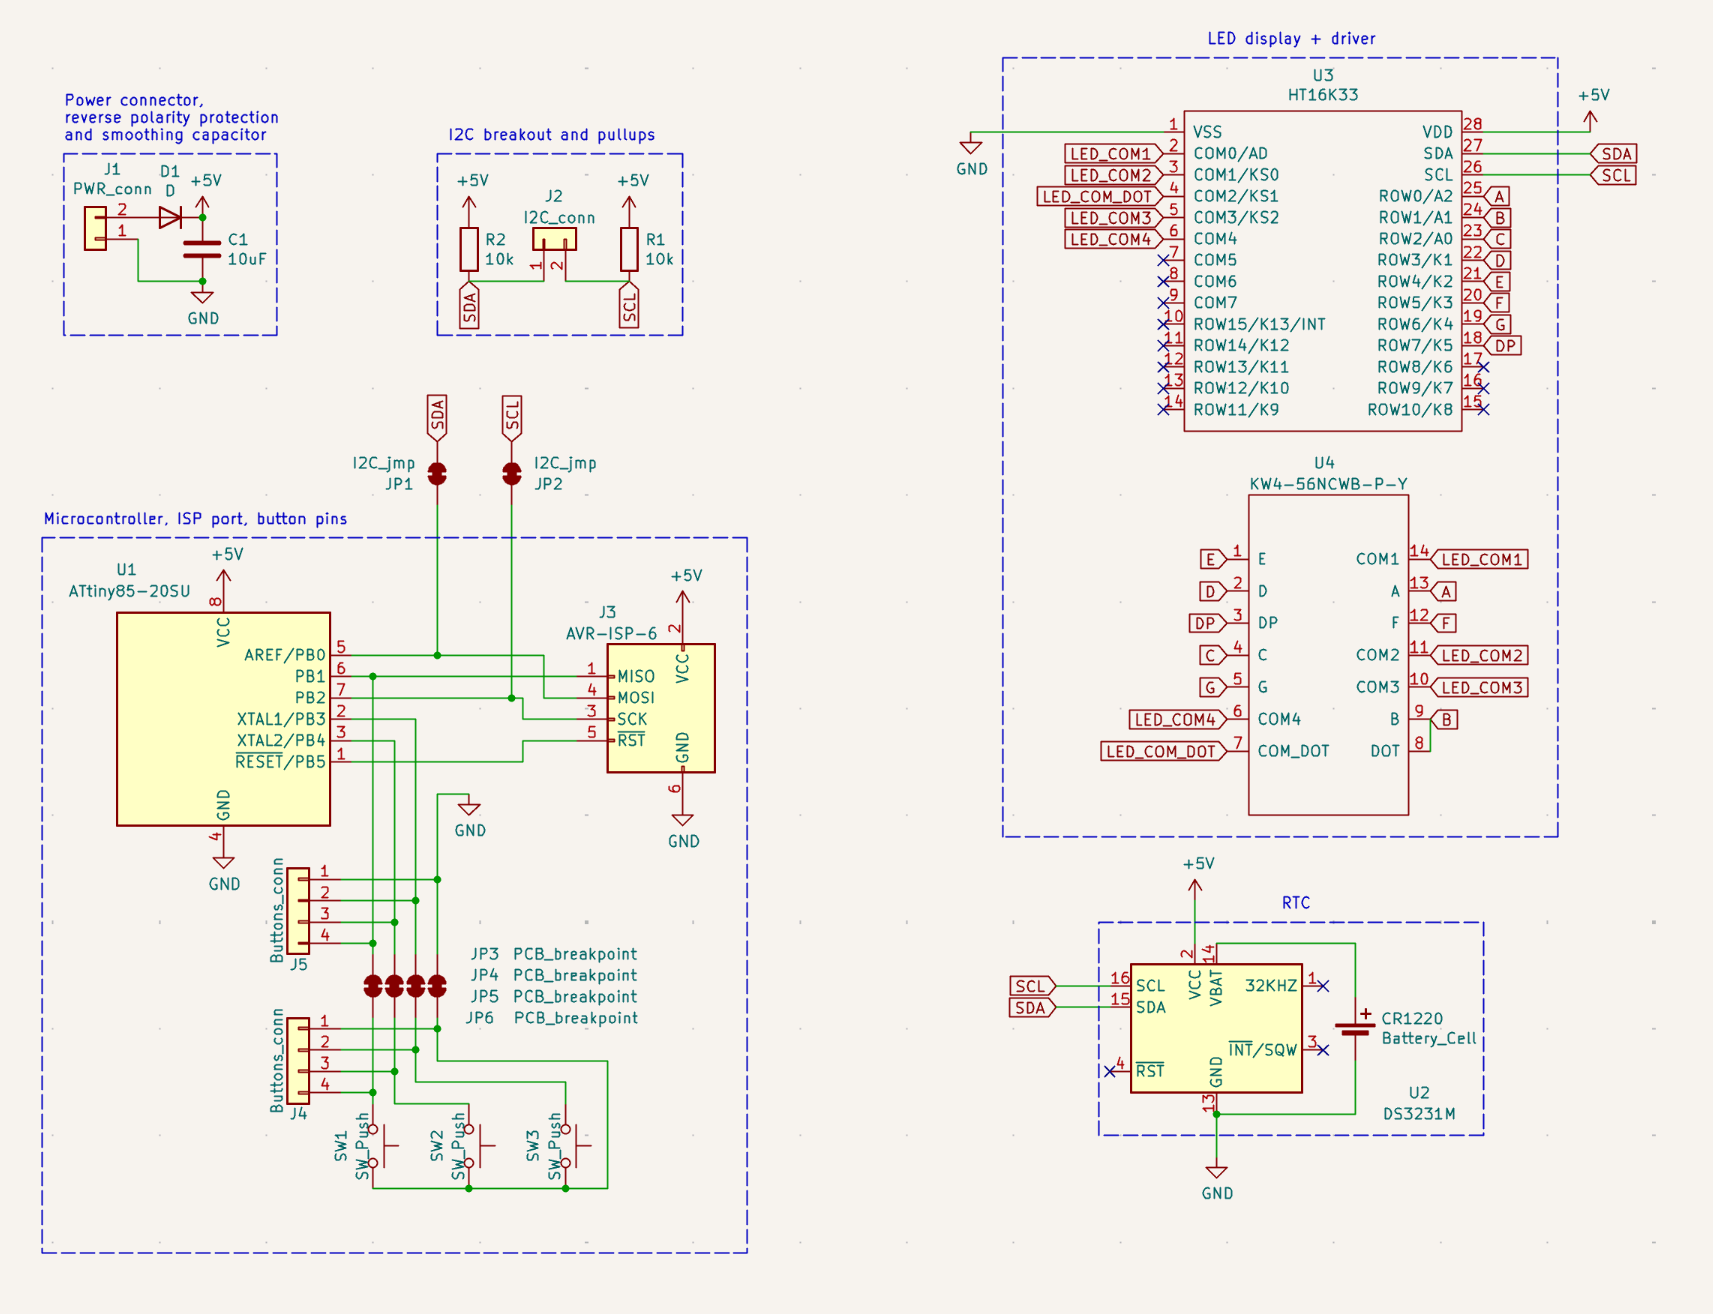 Power connector,
reverse polarity protection
and smoothing capacitor
J1
PWR_conn
D1
D
+5V
2
1
C1
10uF
GND
I2C breakout and pullups
+5V
J2
I2C_conn
+5V
R2
10k
1
2
R1
10k
SDA
SCL
SDA
SCL
I2C_jmp
JP1
I2C_jmp
JP2
Microcontroller, ISP port, button pins
U1
ATtiny85-20SU
+5V
8
VCC
AREF/PB0 5
PB1 6
PB2 7
XTAL1/PB3 2
XTAL2/PB4 3
RESET/PB5 1
GND
4
GND
+5V
J3
AVR-ISP-6
2
VCC
1 MISO
4 MOSI
3 SCK
5 RST
GND
6
GND
GND
Buttons_conn
1
2
3
4
J5
JP3 PCB_breakpoint
JP4 PCB_breakpoint
JP5 PCB_breakpoint
JP6 PCB_breakpoint
Buttons_conn
1
2
3
4
J4
SW1
SW_Push
SW2
SW_Push
SW3
SW_Push
LED display + driver
U3
HT16K33
GND
+5V
1 VSS VDD 28
LED_COM1 2 COM0/AD SDA 27 SDA
LED_COM2 3 COM1/KS0 SCL 26 SCL
LED_COM_DOT 4 COM2/KS1 ROW0/A2 25 A
LED_COM3 5 COM3/KS2 ROW1/A1 24 B
LED_COM4 6 COM4 ROW2/A0 23 C
7 COM5 ROW3/K1 22 D
8 COM6 ROW4/K2 21 E
9 COM7 ROW5/K3 20 F
10 ROW15/K13/INT ROW6/K4 19 G
11 ROW14/K12 ROW7/K5 18 DP
12 ROW13/K11 ROW8/K6 17
13 ROW12/K10 ROW9/K7 16
14 ROW11/K9 ROW10/K8 15
U4
KW4-56NCWB-P-Y
E 1 E COM1 14 LED_COM1
D 2 D A 13 A
DP 3 DP F 12 F
C 4 C COM2 11 LED_COM2
G 5 G COM3 10 LED_COM3
LED_COM4 6 COM4 B 9 B
LED_COM_DOT 7 COM_DOT DOT 8
+5V
RTC
2
VCC
14
VBAT
SCL 16 SCL 32KHZ 1
SDA 15 SDA
INT/SQW 3
4 RST
GND
13
CR1220
Battery_Cell
U2
DS3231M
GND